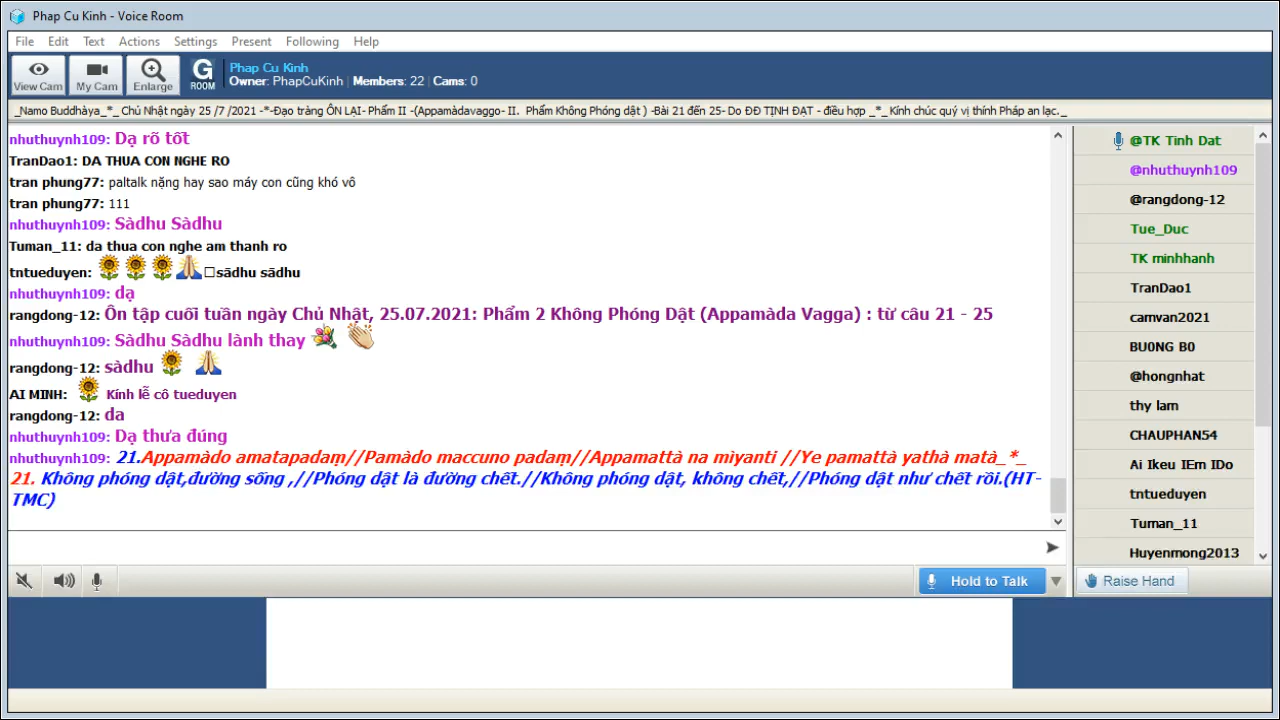 Phap Cu Kinh - Voice Room
File Edit Text Actions Settings Present Following Help
View Cam My Cam Enlarge G ROOM
Phap Cu Kinh
Owner: PhapCuKinh | Members: 22 | Cams: 0
_Namo Buddhàya_*_ Chủ Nhật ngày 25 /7 /2021 -*-Đạo tràng ÔN LẠI- Phẩm II -(Appamàdavaggo- II. Phẩm Không Phóng dật ) -Bài 21 đến 25- Do ĐĐ TỊNH ĐẠT - điều hợp _*_Kính chúc quý vị thính Pháp an lạc._
nhuthuynh109: Dạ rõ tốt
TranDao1: DA THUA CON NGHE RO
tran phung77: paltalk nặng hay sao máy con cũng khó vô
tran phung77: 111
nhuthuynh109: Sàdhu Sàdhu
Tuman_11: da thua con nghe am thanh ro
tntueduyen: 🌻🌻🌻🙏□sādhu sādhu
nhuthuynh109: dạ
rangdong-12: Ôn tập cuối tuần ngày Chủ Nhật, 25.07.2021: Phẩm 2 Không Phóng Dật (Appamàda Vagga) : từ câu 21 - 25
nhuthuynh109: Sàdhu Sàdhu lành thay 💐 👏
rangdong-12: sàdhu 🌻 🙏
AI MINH: 🌻 Kính lễ cô tueduyen
rangdong-12: da
nhuthuynh109: Dạ thưa đúng
nhuthuynh109: 21.Appamàdo amatapadaṃ//Pamàdo maccuno padaṃ//Appamattà na mìyanti //Ye pamattà yathà matà_*_
21. Không phóng dật,đường sống ,//Phóng dật là đường chết.//Không phóng dật, không chết,//Phóng dật như chết rồi.(HT-
TMC)
@TK Tinh Dat
@nhuthuynh109
@rangdong-12
Tue_Duc
TK minhhanh
TranDao1
camvan2021
BU0NG B0
@hongnhat
thy lam
CHAUPHAN54
Ai Ikeu IEm IDo
tntueduyen
Tuman_11
Huyenmong2013
Hold to Talk
Raise Hand